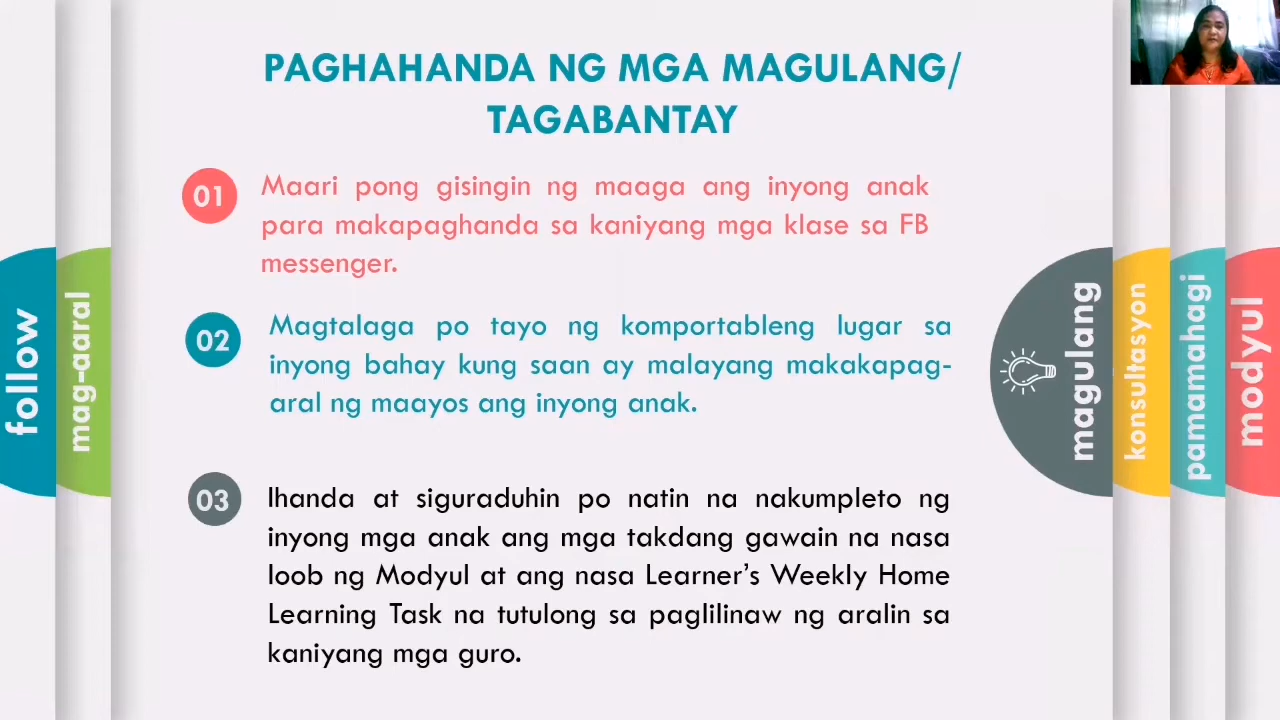 PAGHAHANDA NG MGA MAGULANG/
TAGABANTAY
01
Maari pong gisingin ng maaga ang inyong anak
para makapaghanda sa kaniyang mga klase sa FB
messenger.
02
Magtalaga po tayo ng komportableng lugar sa
inyong bahay kung saan ay malayang makakapag-
aral ng maayos ang inyong anak.
03
Ihanda at siguraduhin po natin na nakumpleto ng
inyong mga anak ang mga takdang gawain na nasa
loob ng Modyul at ang nasa Learner's Weekly Home
Learning Task na tutulong sa paglilinaw ng aralin sa
kaniyang mga guro.
follow
mag-aaral
magulang
konsultasyon
pamamahagi
modyul